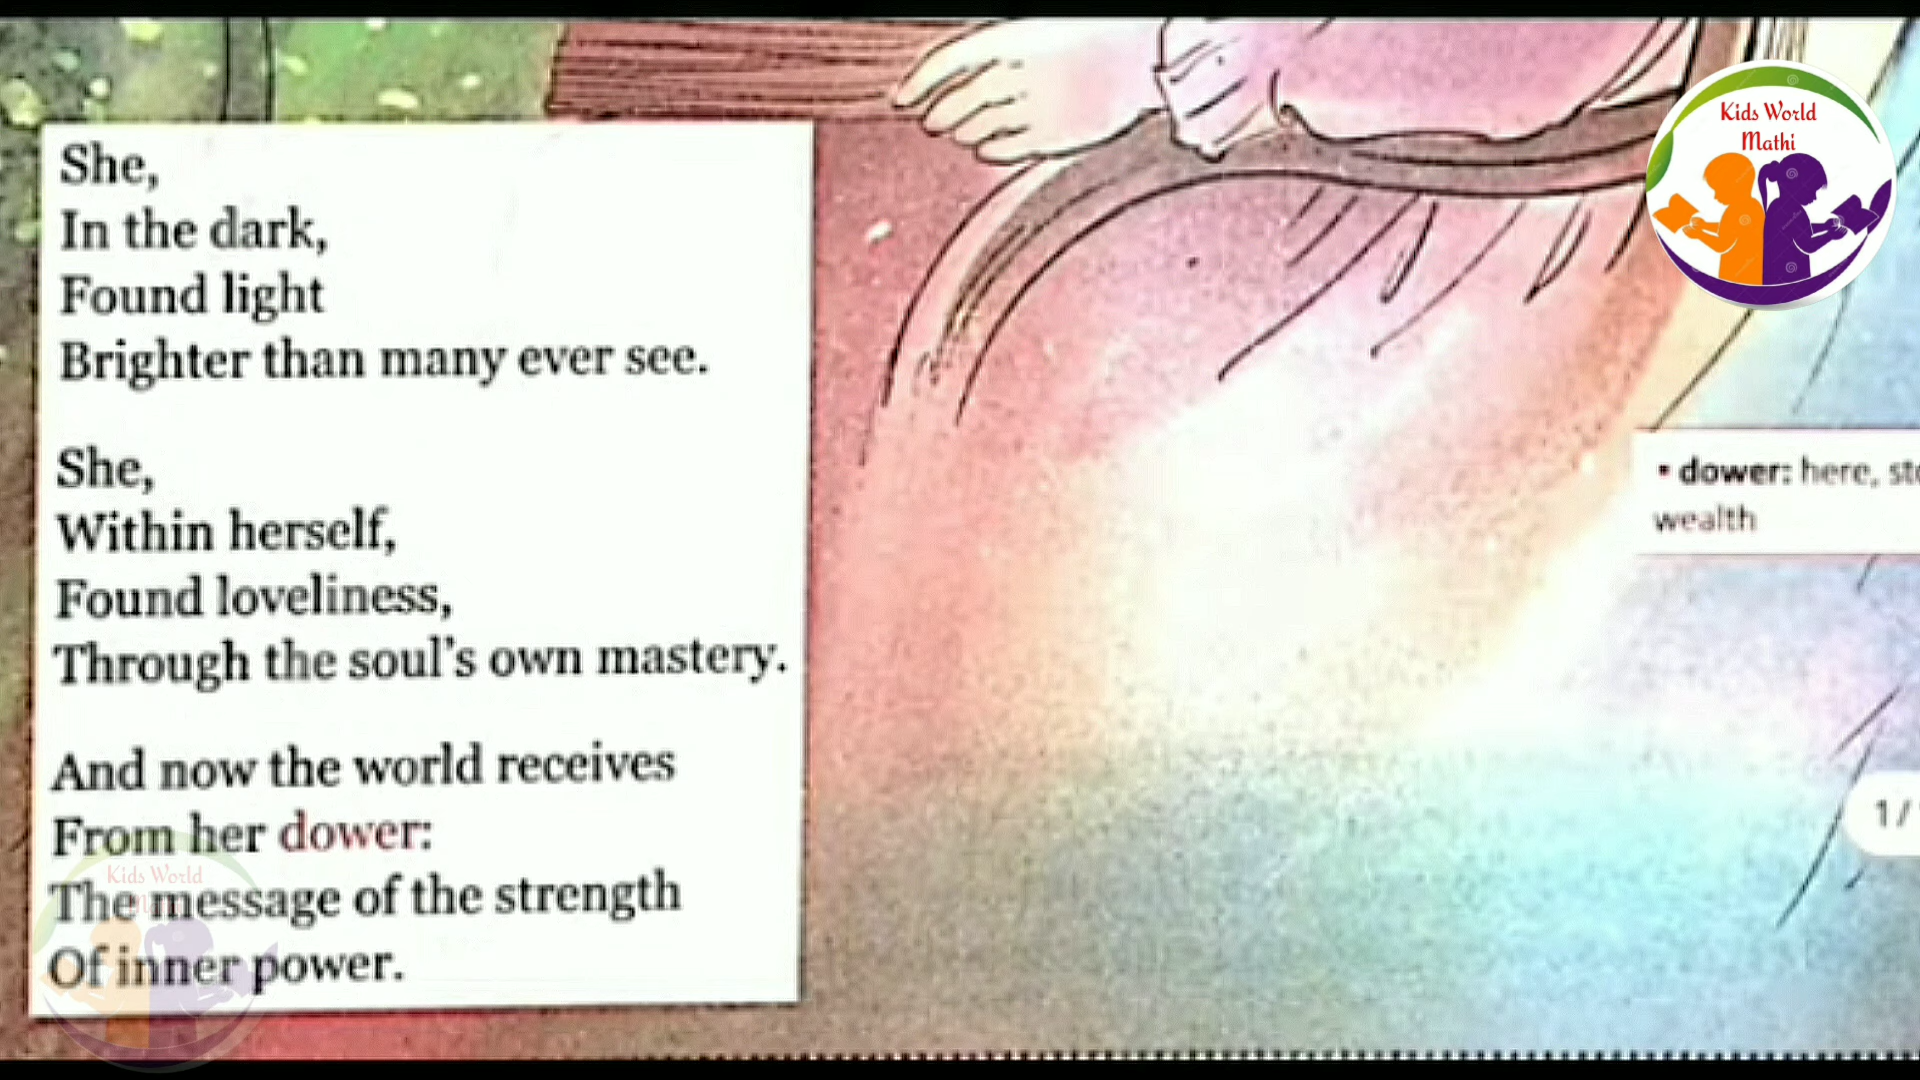 She,
In the dark,
Found light
Brighter than many ever see.
She,
Within herself,
Found loveliness,
Through the soul's own mastery.
And now the world receives
From her dower:
The message of the strength
Of inner power.
Kids World
Mathi
• dower: here,
wealth
1/
Kids World